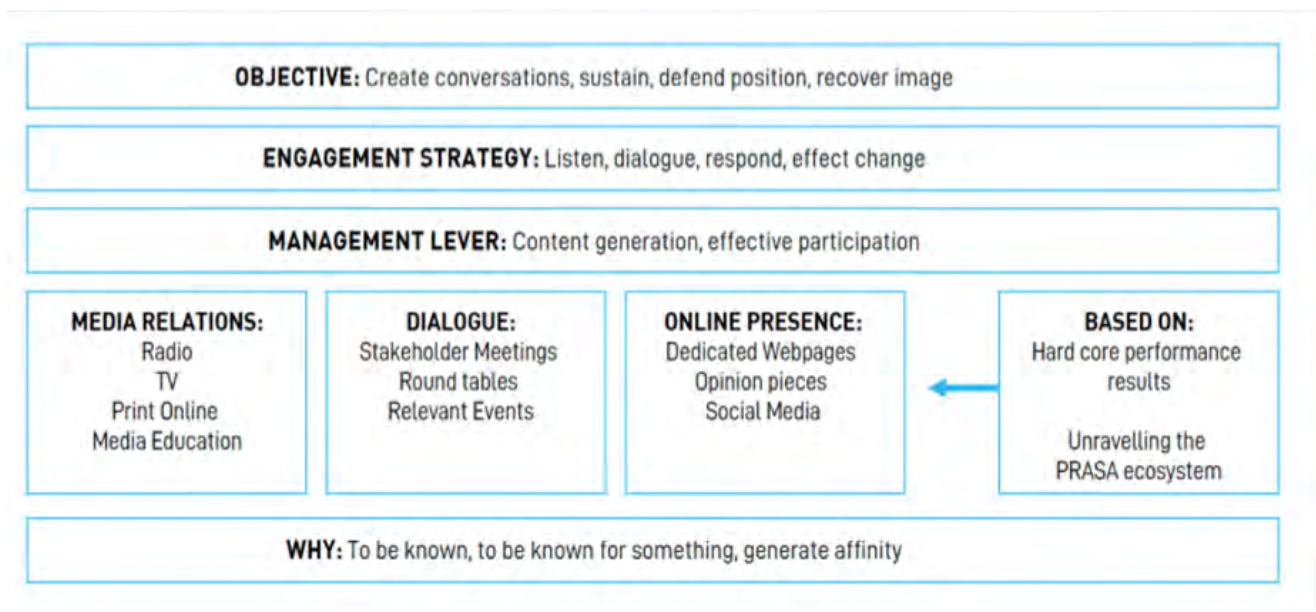 OBJECTIVE: Create conversations, sustain, defend position, recover image
ENGAGEMENT STRATEGY: Listen, dialogue, respond, effect change
MANAGEMENT LEVER: Content generation, effective participation
MEDIA RELATIONS:
Radio
TV
Print Online
Media Education
DIALOGUE:
Stakeholder Meetings
Round tables
Relevant Events
ONLINE PRESENCE:
Dedicated Webpages
Opinion pieces
Social Media
BASED ON:
Hard core performance
results
Unravelling the
PRASA ecosystem
WHY: To be known, to be known for something, generate affinity